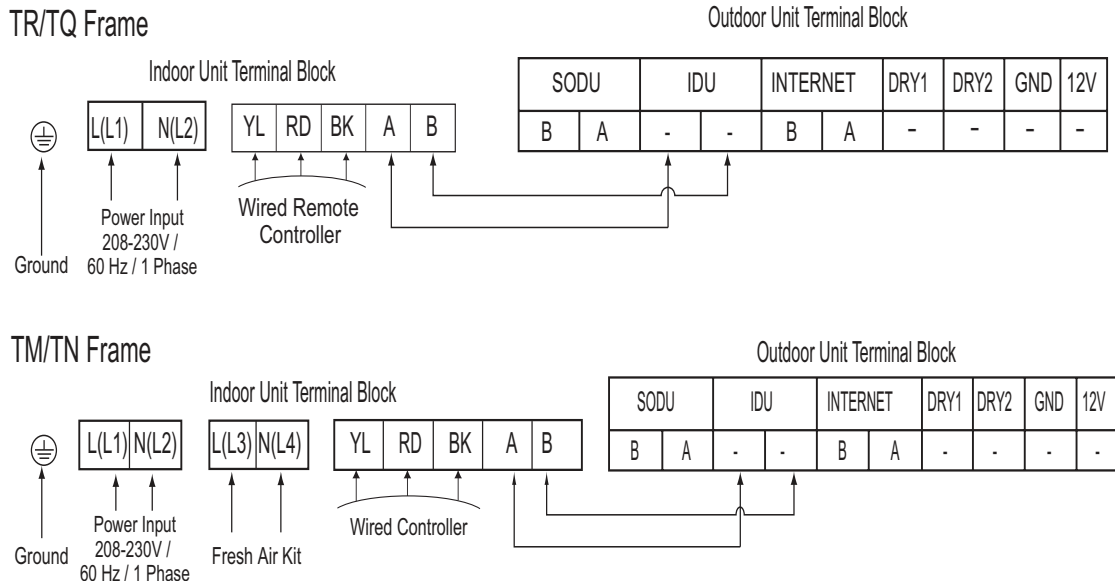 TR/TQ Frame
Outdoor Unit Terminal Block
Indoor Unit Terminal Block
SODU IDU INTERNET DRY1 DRY2 GND 12V
B A - - B A - - - -
L(L1) N(L2) YL RD BK A B
Wired Remote
Controller
Power Input
208-230V /
60 Hz / 1 Phase
Ground
TM/TN Frame
Outdoor Unit Terminal Block
Indoor Unit Terminal Block
SODU IDU INTERNET DRY1 DRY2 GND 12V
B A - - B A - - - -
L(L1) N(L2) L(L3) N(L4) YL RD BK A B
Power Input
208-230V /
60 Hz / 1 Phase
Wired Controller
Ground
Fresh Air Kit